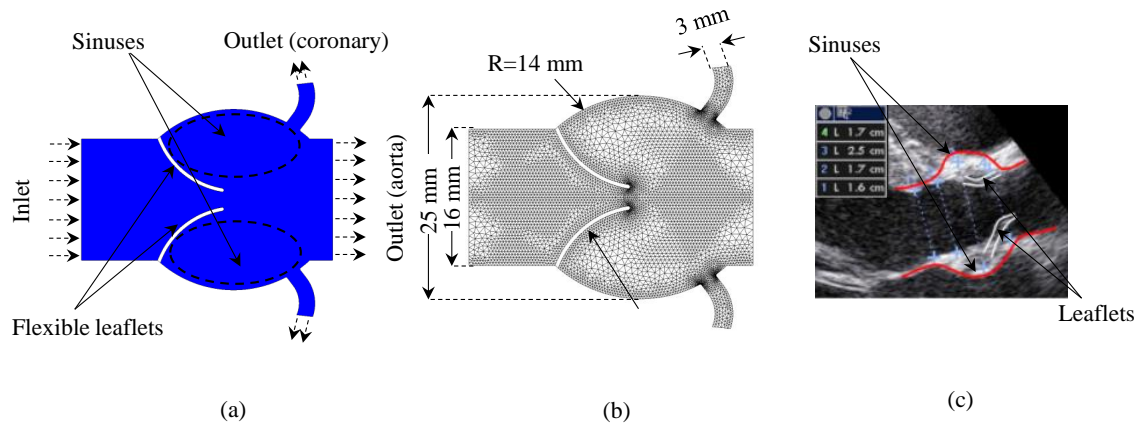 Sinuses
Outlet (coronary)
Inlet
Outlet (aorta)
Flexible leaflets
(a)
3 mm
R=14 mm
25 mm
16 mm
(b)
Sinuses
4 L 1.7 cm
3 L 2.5 cm
2 L 1.7 cm
1 L 1.6 cm
Leaflets
(c)